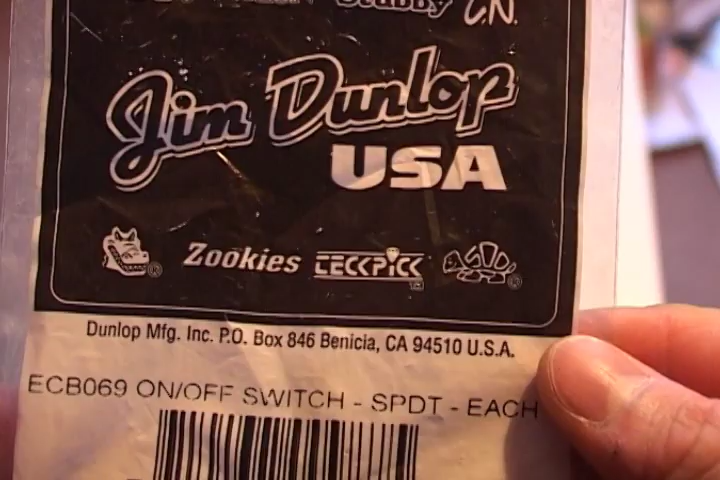 C.N.
Jim Dunlop
USA
Zookies TECKPICK TM
Dunlop Mfg. Inc. P.O. Box 846 Benicia, CA 94510 U.S.A.
ECB069 ON/OFF SWITCH - SPDT - EACH